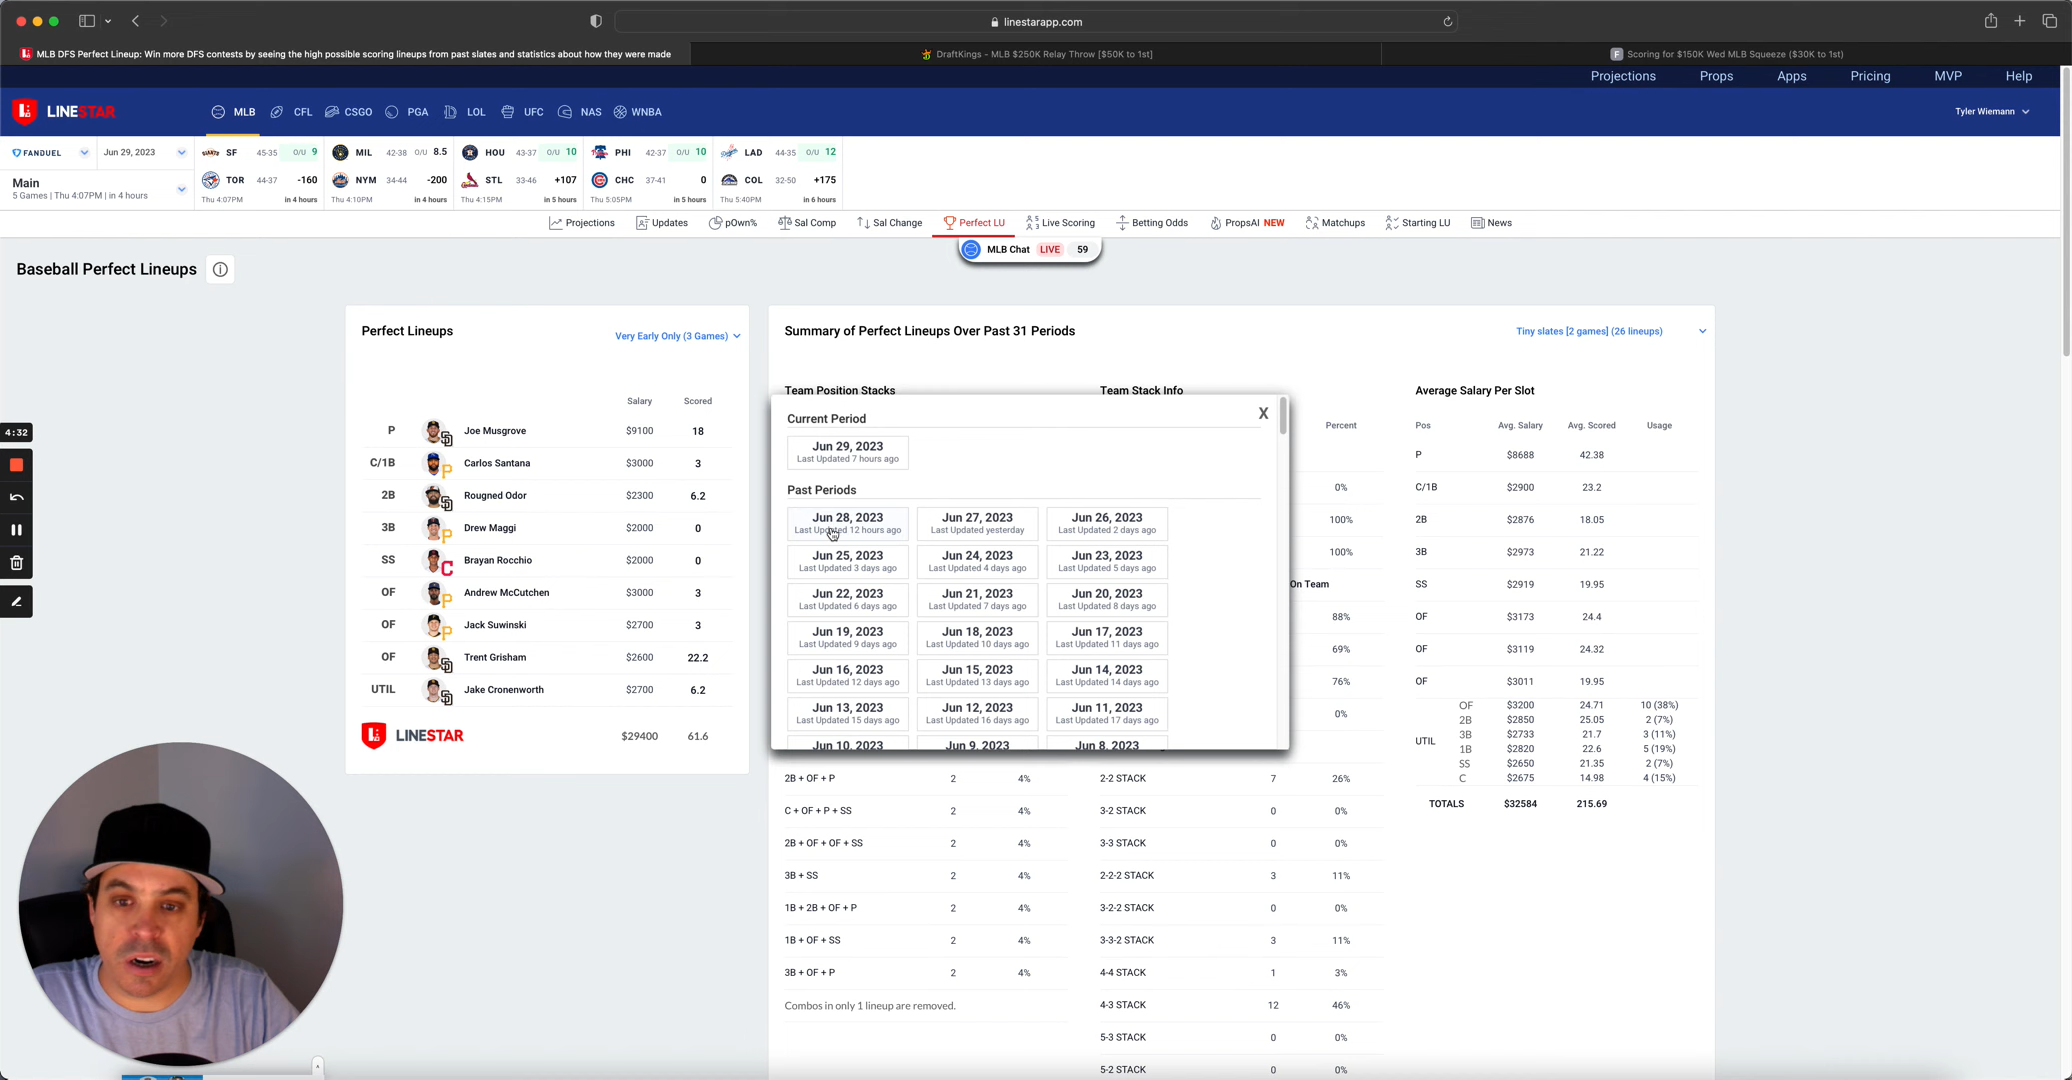 linestarapp.com
MLB DFS Perfect Lineup: Win more DFS contests by seeing the high possible scoring lineups from past slates and statistics about how they were made
DraftKings - MLB $250K Relay Throw [$50K to 1st]
F Scoring for $150K Wed MLB Squeeze ($30K to 1st)
Projections Props Apps Pricing MVP Help
LINESTAR MLB CFL CSGO PGA LOL UFC NAS WNBA Tyler Wiemann
FANDUEL Jun 29, 2023
Main
5 Games | Thu 4:07PM | in 4 hours
SF 45-35 O/U 9
TOR 44-37 -160
Thu 4:07PM in 4 hours
MIL 42-38 O/U 8.5
NYM 34-44 -200
Thu 4:10PM in 4 hours
HOU 43-37 O/U 10
STL 33-46 +107
Thu 4:15PM in 5 hours
PHI 42-37 O/U 10
CHC 37-41 0
Thu 5:05PM in 5 hours
LAD 44-35 O/U 12
COL 32-50 +175
Thu 5:40PM in 6 hours
Projections Updates pOwn% Sal Comp Sal Change Perfect LU Live Scoring Betting Odds PropsAI NEW Matchups Starting LU News
MLB Chat LIVE 59
Baseball Perfect Lineups
Perfect Lineups
Very Early Only (3 Games)
Salary Scored
P Joe Musgrove $9100 18
C/1B Carlos Santana $3000 3
2B Rougned Odor $2300 6.2
3B Drew Maggi $2000 0
SS Brayan Rocchio $2000 0
OF Andrew McCutchen $3000 3
OF Jack Suwinski $2700 3
OF Trent Grisham $2600 22.2
UTIL Jake Cronenworth $2700 6.2
LINESTAR $29400 61.6
4:32
Summary of Perfect Lineups Over Past 31 Periods
Tiny slates [2 games] (26 lineups)
Team Position Stacks
Team Stack Info
Average Salary Per Slot
Current Period X
Jun 29, 2023
Last Updated 7 hours ago
Past Periods
Jun 28, 2023 Jun 27, 2023 Jun 26, 2023
Last Updated 12 hours ago Last Updated yesterday Last Updated 2 days ago
Jun 25, 2023 Jun 24, 2023 Jun 23, 2023
Last Updated 3 days ago Last Updated 4 days ago Last Updated 5 days ago
Jun 22, 2023 Jun 21, 2023 Jun 20, 2023
Last Updated 6 days ago Last Updated 7 days ago Last Updated 8 days ago
Jun 19, 2023 Jun 18, 2023 Jun 17, 2023
Last Updated 9 days ago Last Updated 10 days ago Last Updated 11 days ago
Jun 16, 2023 Jun 15, 2023 Jun 14, 2023
Last Updated 12 days ago Last Updated 13 days ago Last Updated 14 days ago
Jun 13, 2023 Jun 12, 2023 Jun 11, 2023
Last Updated 15 days ago Last Updated 16 days ago Last Updated 17 days ago
Jun 10, 2023 Jun 9, 2023 Jun 8, 2023
Percent
0%
100%
100%
On Team
88%
69%
76%
0%
2B + OF + P 2 4%
C + OF + P + SS 2 4%
2B + OF + OF + SS 2 4%
3B + SS 2 4%
1B + 2B + OF + P 2 4%
1B + OF + SS 2 4%
3B + OF + P 2 4%
Combos in only 1 lineup are removed.
2-2 STACK 7 26%
3-2 STACK 0 0%
3-3 STACK 0 0%
2-2-2 STACK 3 11%
3-2-2 STACK 0 0%
3-3-2 STACK 3 11%
4-4 STACK 1 3%
4-3 STACK 12 46%
5-3 STACK 0 0%
5-2 STACK 0 0%
Pos Avg. Salary Avg. Scored Usage
P $8688 42.38
C/1B $2900 23.2
2B $2876 18.05
3B $2973 21.22
SS $2919 19.95
OF $3173 24.4
OF $3119 24.32
OF $3011 19.95
UTIL
OF $3200 24.71 10 (38%)
2B $2850 25.05 2 (7%)
3B $2733 21.7 3 (11%)
1B $2820 22.6 5 (19%)
SS $2650 21.35 2 (7%)
C $2675 14.98 4 (15%)
TOTALS $32584 215.69